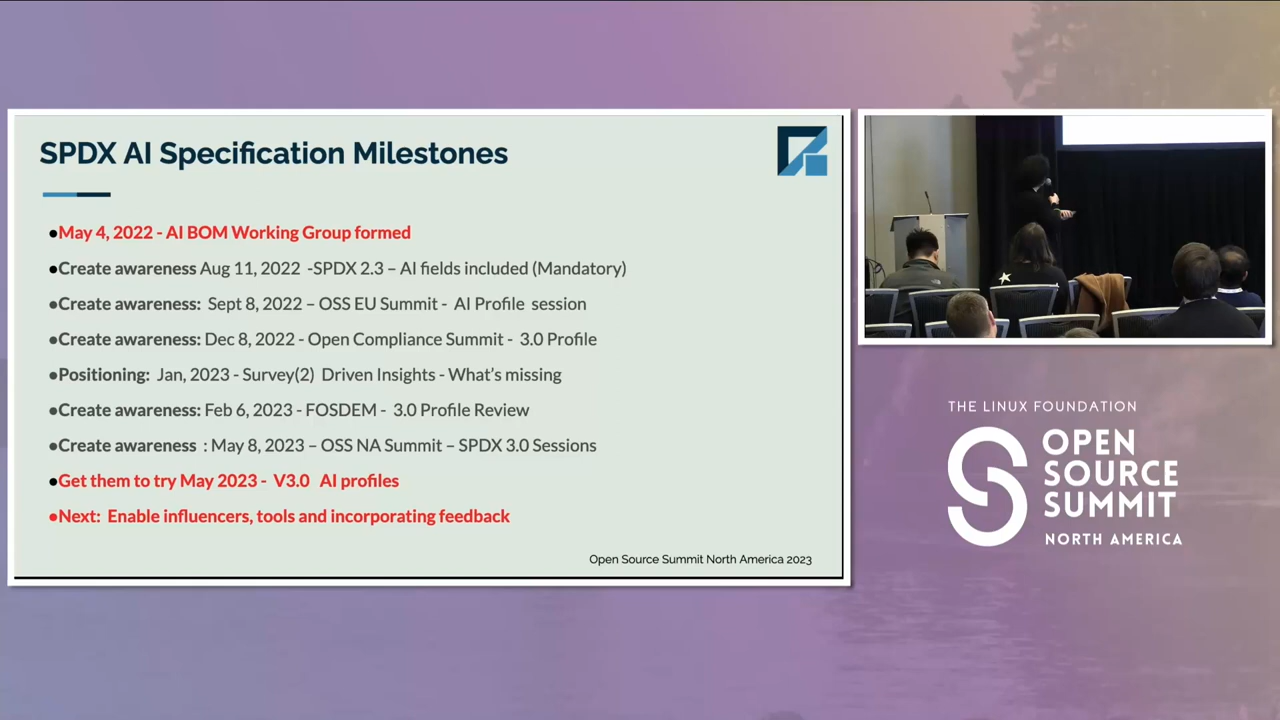 SPDX AI Specification Milestones
●May 4, 2022 - AI BOM Working Group formed
●Create awareness Aug 11, 2022 -SPDX 2.3 – AI fields included (Mandatory)
●Create awareness: Sept 8, 2022 – OSS EU Summit - AI Profile session
●Create awareness: Dec 8, 2022 - Open Compliance Summit - 3.0 Profile
●Positioning: Jan, 2023 - Survey(2) Driven Insights - What's missing
●Create awareness: Feb 6, 2023 - FOSDEM - 3.0 Profile Review
●Create awareness : May 8, 2023 – OSS NA Summit – SPDX 3.0 Sessions
●Get them to try May 2023 - V3.0 AI profiles
●Next: Enable influencers, tools and incorporating feedback
Open Source Summit North America 2023
THE LINUX FOUNDATION
OPEN
SOURCE
SUMMIT
NORTH AMERICA